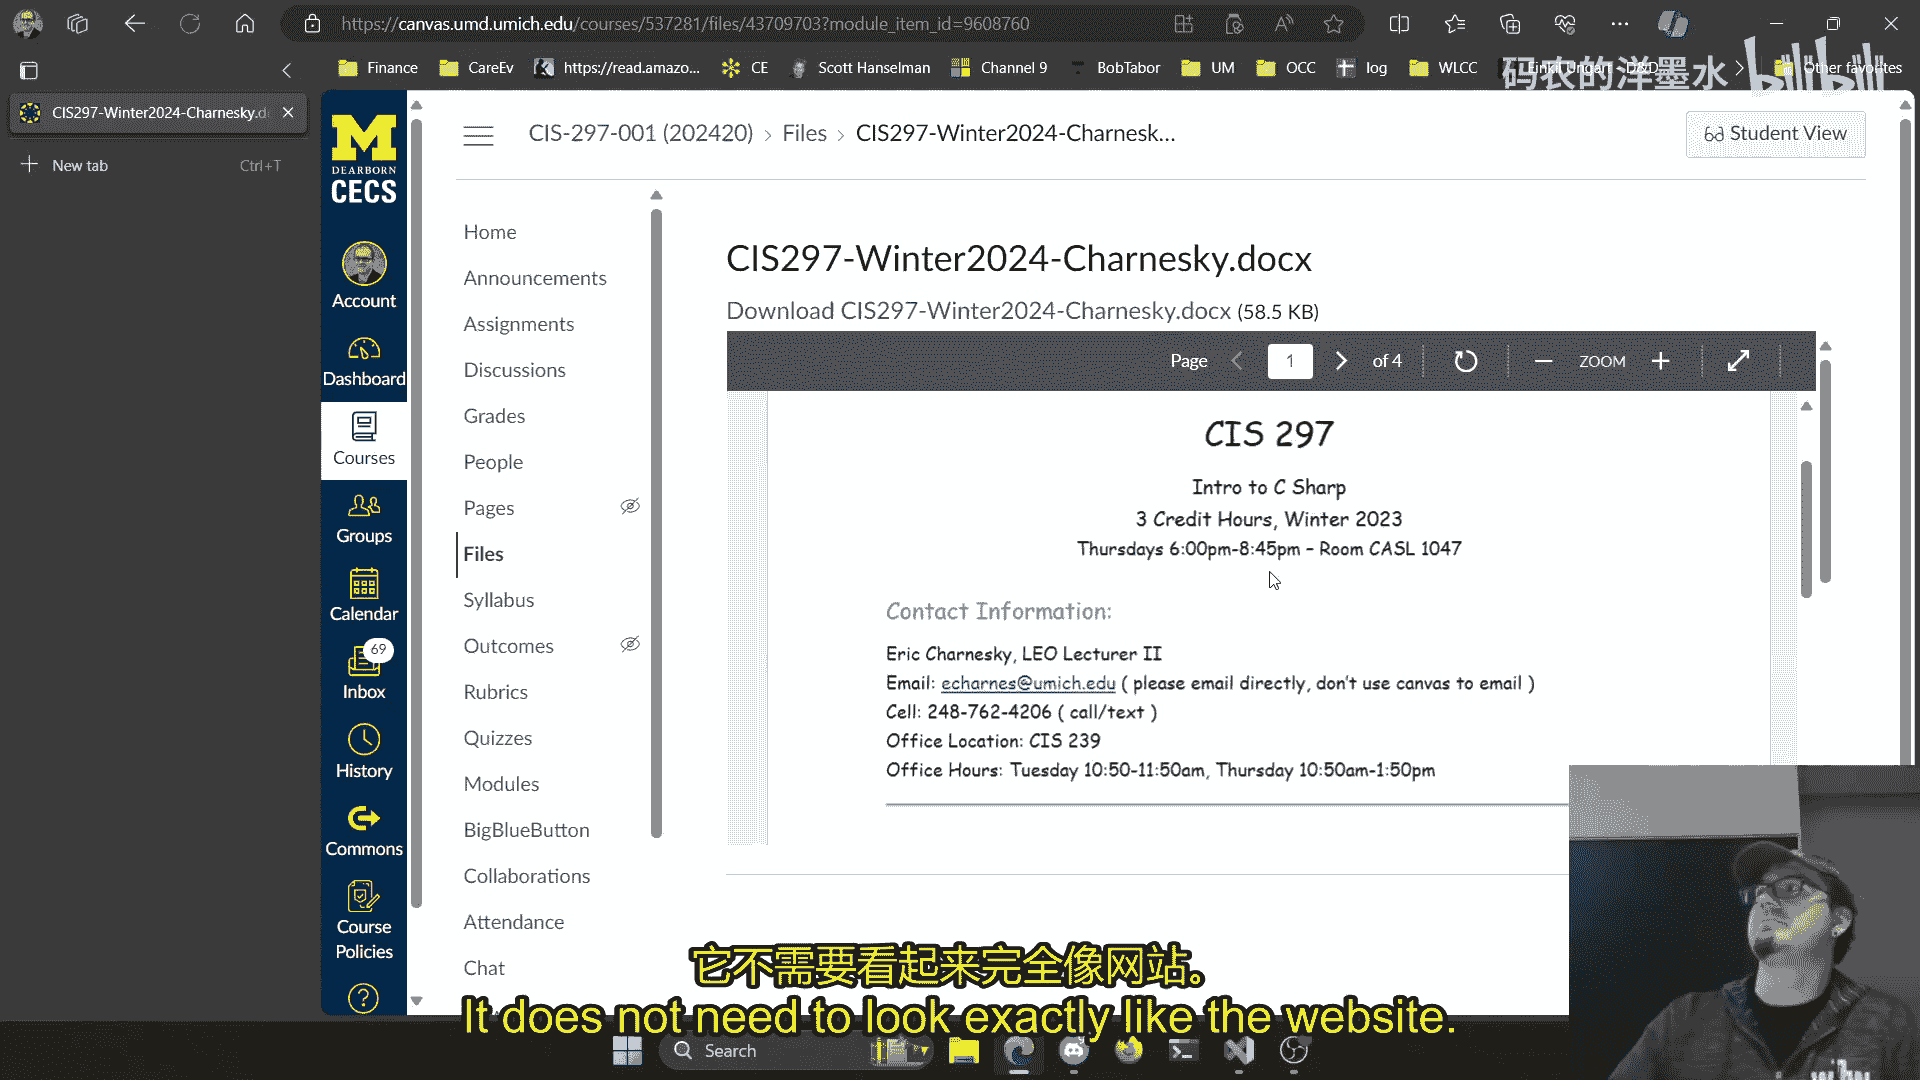 https://canvas.umd.umich.edu/courses/537281/files/43709703?module_item_id=9608760
Finance
CareEv
https://read.amazo...
CE
Scott Hanselman
Channel 9
BobTabor
UM
OCC
log
WLCC
Other favorites
码农的洋墨水
bilibili
CIS297-Winter2024-Charnesky.d
New tab
Ctrl+T
M
DEARBORN
CECS
Account
Dashboard
Courses
Groups
Calendar
69
Inbox
History
Commons
Course
Policies
CIS-297-001 (202420) › Files › CIS297-Winter2024-Charnesk...
Student View
Home
Announcements
Assignments
Discussions
Grades
People
Pages
Files
Syllabus
Outcomes
Rubrics
Quizzes
Modules
BigBlueButton
Collaborations
Attendance
Chat
CIS297-Winter2024-Charnesky.docx
Download CIS297-Winter2024-Charnesky.docx (58.5 KB)
Page 1 of 4 ZOOM
CIS 297
Intro to C Sharp
3 Credit Hours, Winter 2023
Thursdays 6:00pm-8:45pm – Room CASL 1047
Contact Information:
Eric Charnesky, LEO Lecturer II
Email: echarnes@umich.edu ( please email directly, don't use canvas to email )
Cell: 248-762-4206 ( call/text )
Office Location: CIS 239
Office Hours: Tuesday 10:50-11:50am, Thursday 10:50am-1:50pm
它不需要看起来完全像网站。
It does not need to look exactly like the website.
Search